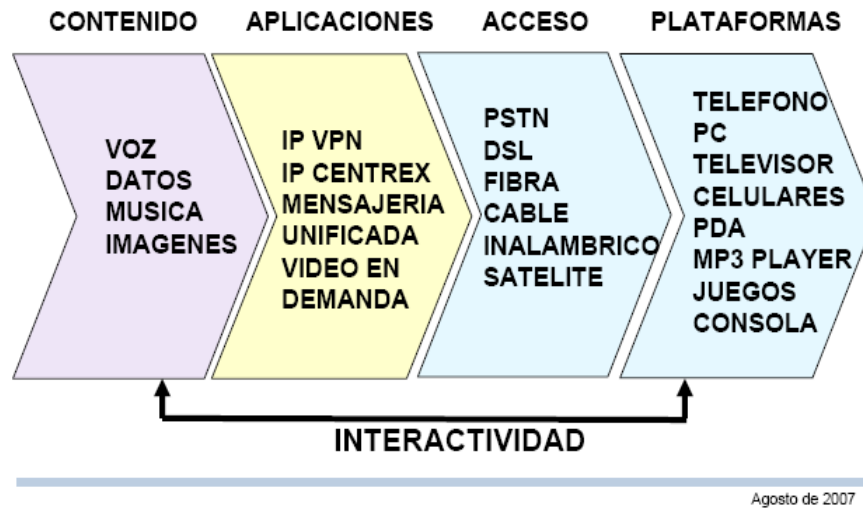 CONTENIDO
APLICACIONES
ACCESO
PLATAFORMAS
VOZ
DATOS
MUSICA
IMAGENES
IP VPN
IP CENTREX
MENSAJERIA
UNIFICADA
VIDEO EN
DEMANDA
PSTN
DSL
FIBRA
CABLE
INALAMBRICO
SATELITE
TELEFONO
PC
TELEVISOR
CELULARES
PDA
MP3 PLAYER
JUEGOS
CONSOLA
INTERACTIVIDAD
Agosto de 2007